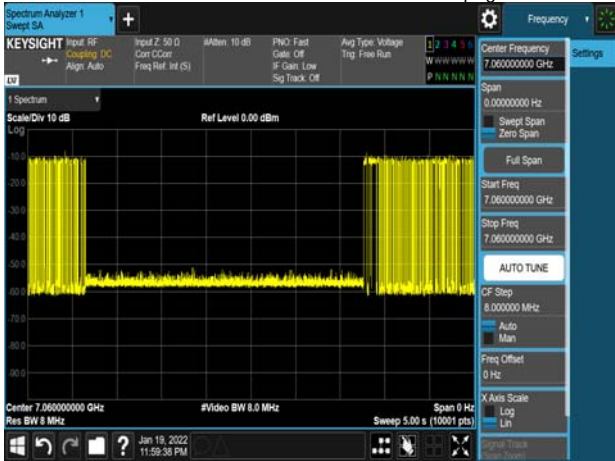 Spectrum Analyzer 1
Swept SA
+
Frequency
KEYSIGHT
Input: RF
Coupling: DC
Align: Auto
Input Z: 50 Ω
Corr CCorr
Freq Ref: Int (S)
#Atten: 10 dB
PNO: Fast
Gate: Off
IF Gain: Low
Sig Track: Off
Avg Type: Voltage
Trig: Free Run
1 2 3 4 5 6
W W W W W W
P N N N N N
LXI
1 Spectrum
Scale/Div 10 dB
Ref Level 0.00 dBm
Log
-10.0
-20.0
-30.0
-40.0
-50.0
-60.0
-70.0
-80.0
-90.0
Center 7.060000000 GHz
#Video BW 8.0 MHz
Span 0 Hz
Res BW 8 MHz
Sweep 5.00 s (10001 pts)
Jan 19, 2022
11:59:38 PM
?
Center Frequency
7.060000000 GHz
Settings
Span
0.00000000 Hz
Swept Span
Zero Span
Full Span
Start Freq
7.060000000 GHz
Stop Freq
7.060000000 GHz
AUTO TUNE
CF Step
8.000000 MHz
Auto
Man
Freq Offset
0 Hz
X Axis Scale
Log
Lin
Signal Track
(Span Zoom)